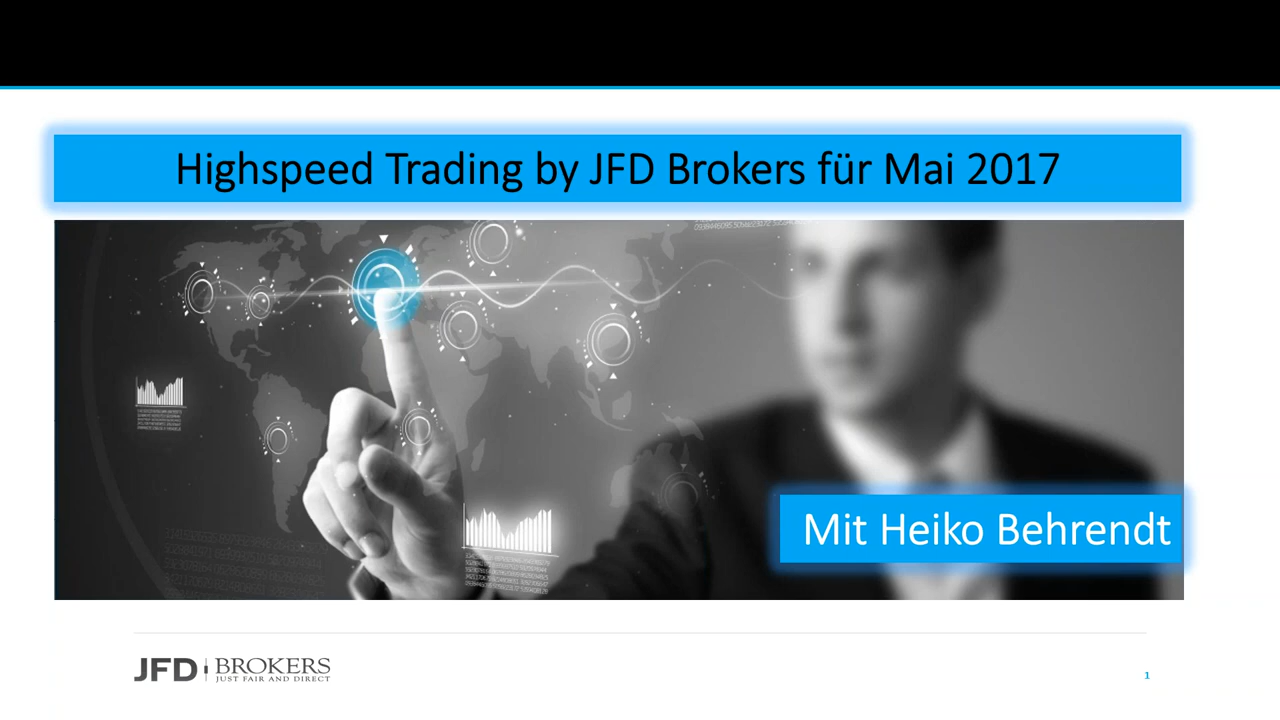 Highspeed Trading by JFD Brokers für Mai 2017
Mit Heiko Behrendt
JFD BROKERS
JUST FAIR AND DIRECT
1